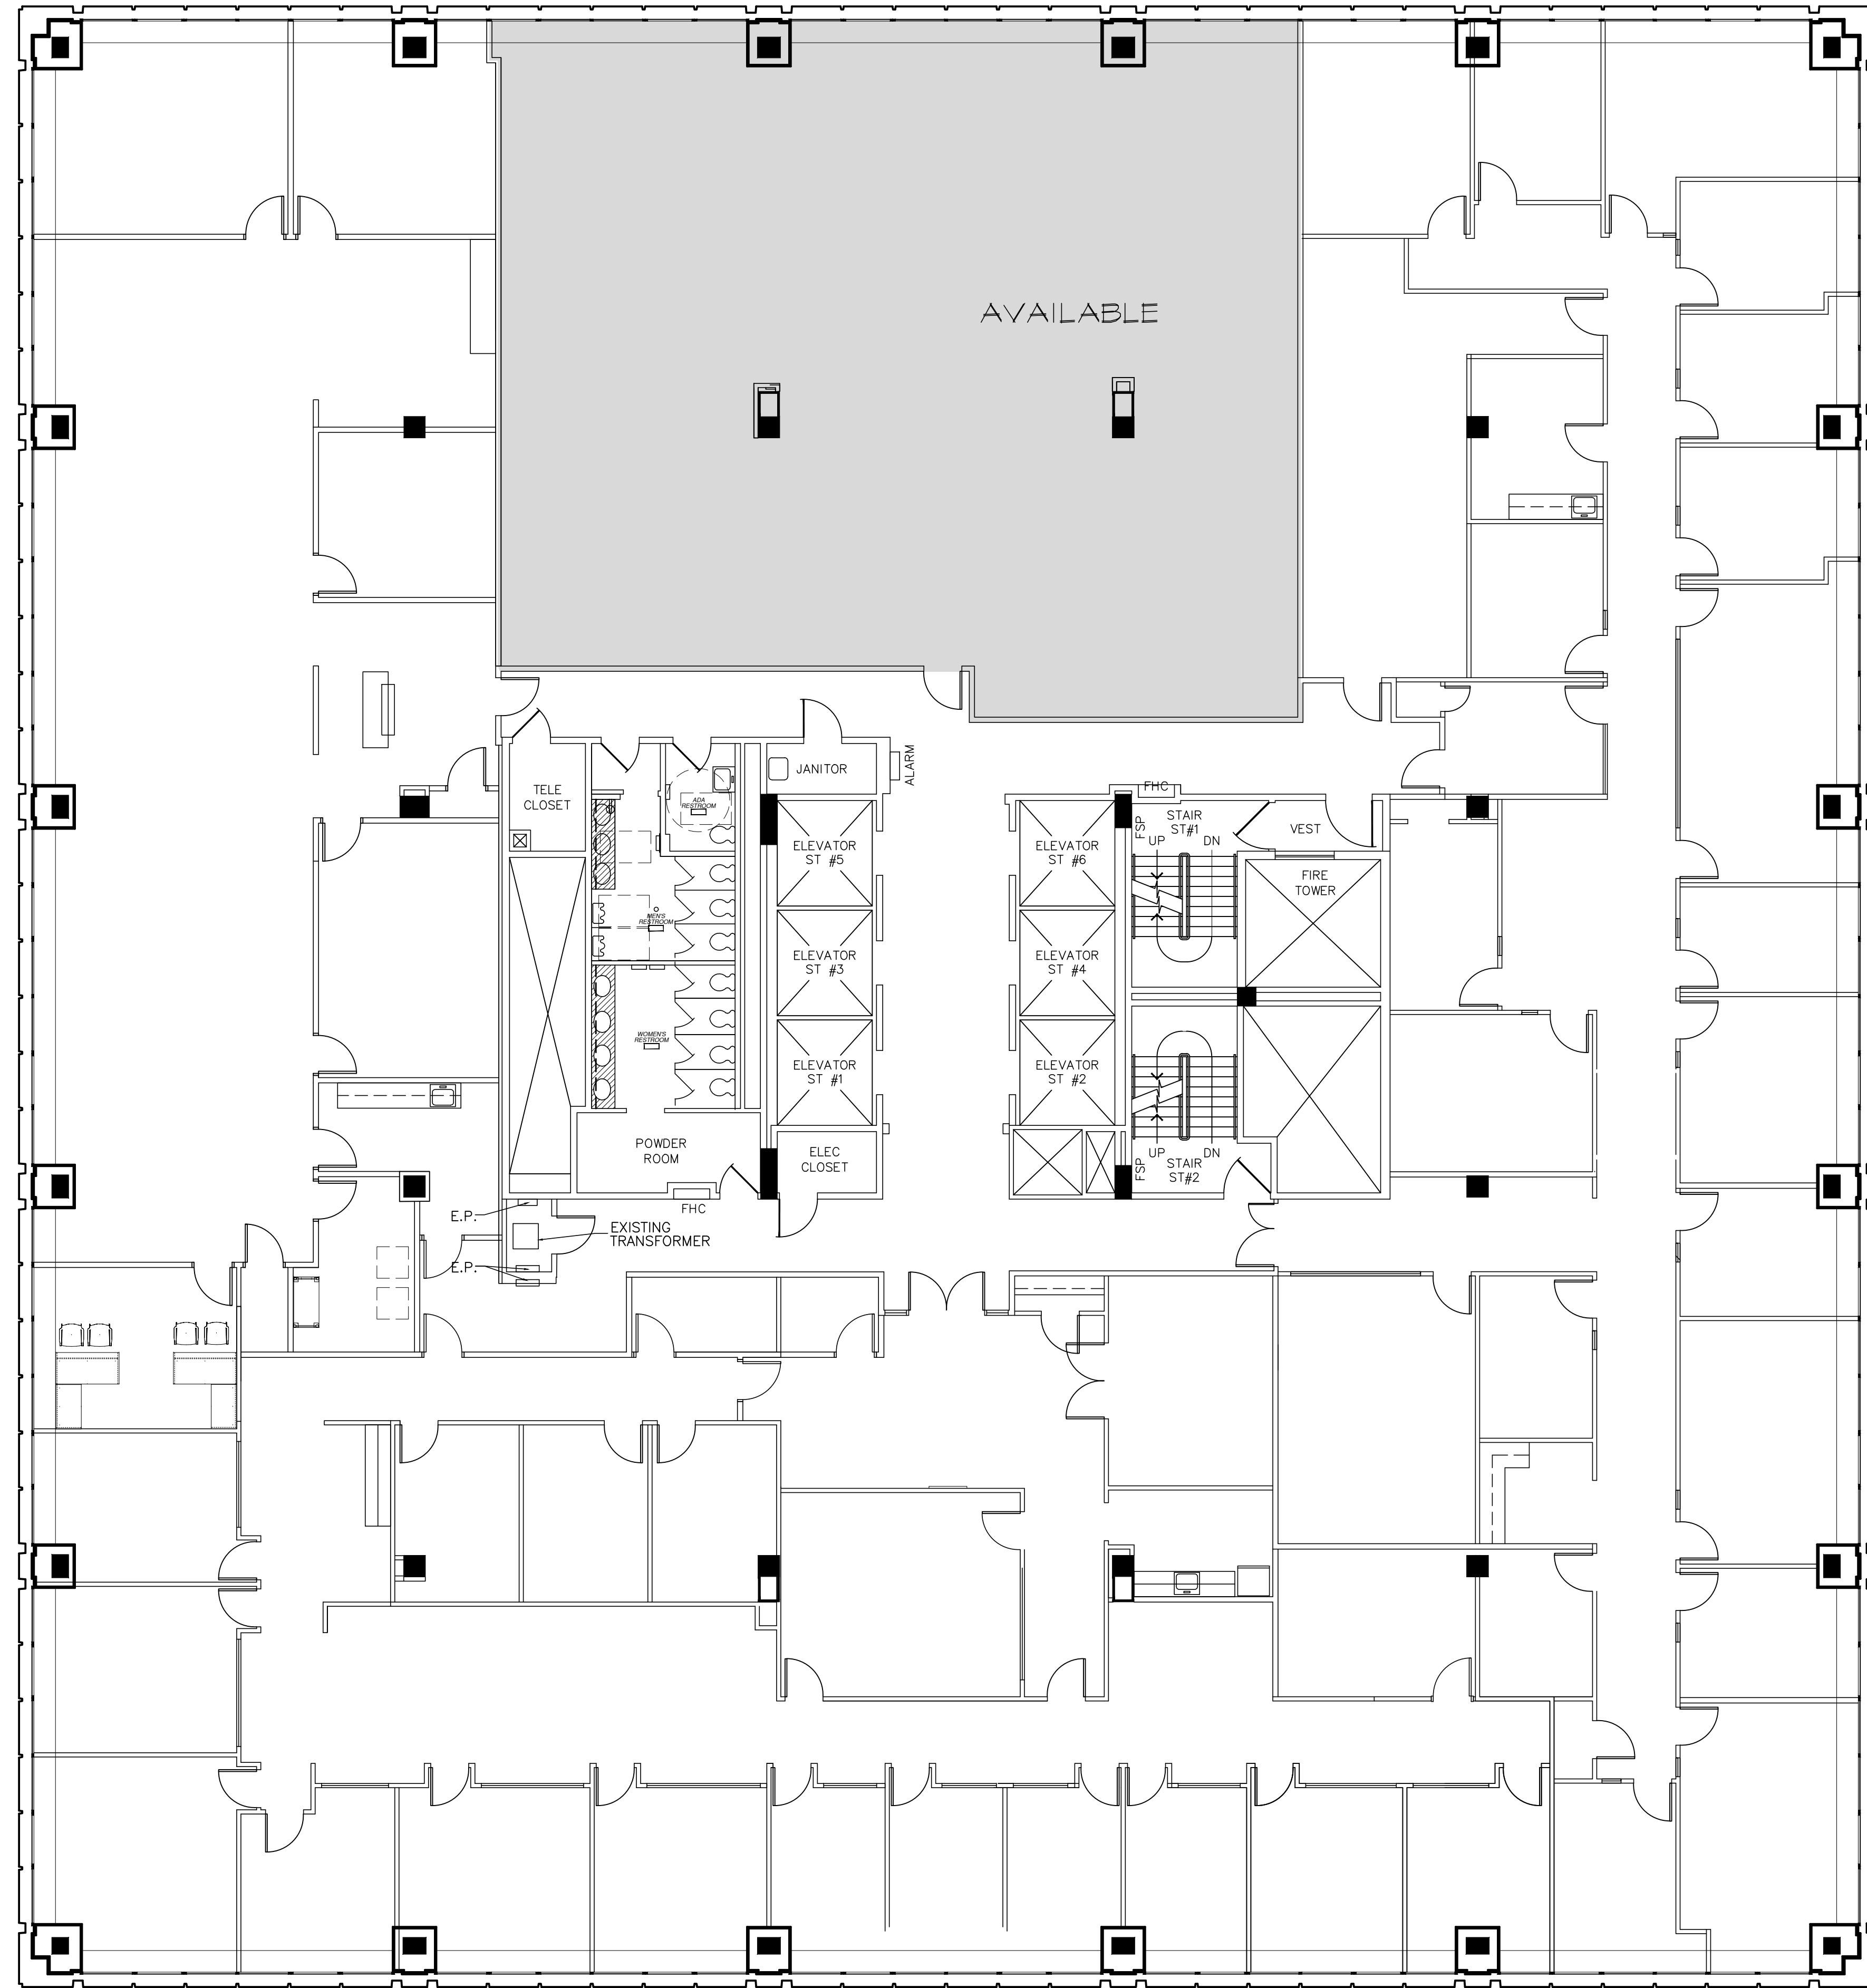 AVAILABLE
JANITOR
ALARM
TELE
CLOSET
ADA
RESTROOM
FHC
FSP
STAIR
ST#1
UP
DN
VEST
ELEVATOR
ST #5
ELEVATOR
ST #6
FIRE
TOWER
MEN'S
RESTROOM
ELEVATOR
ST #3
ELEVATOR
ST #4
WOMEN'S
RESTROOM
ELEVATOR
ST #1
ELEVATOR
ST #2
POWDER
ROOM
ELEC
CLOSET
FSP
UP
DN
STAIR
ST#2
E.P.
FHC
EXISTING
TRANSFORMER
E.P.